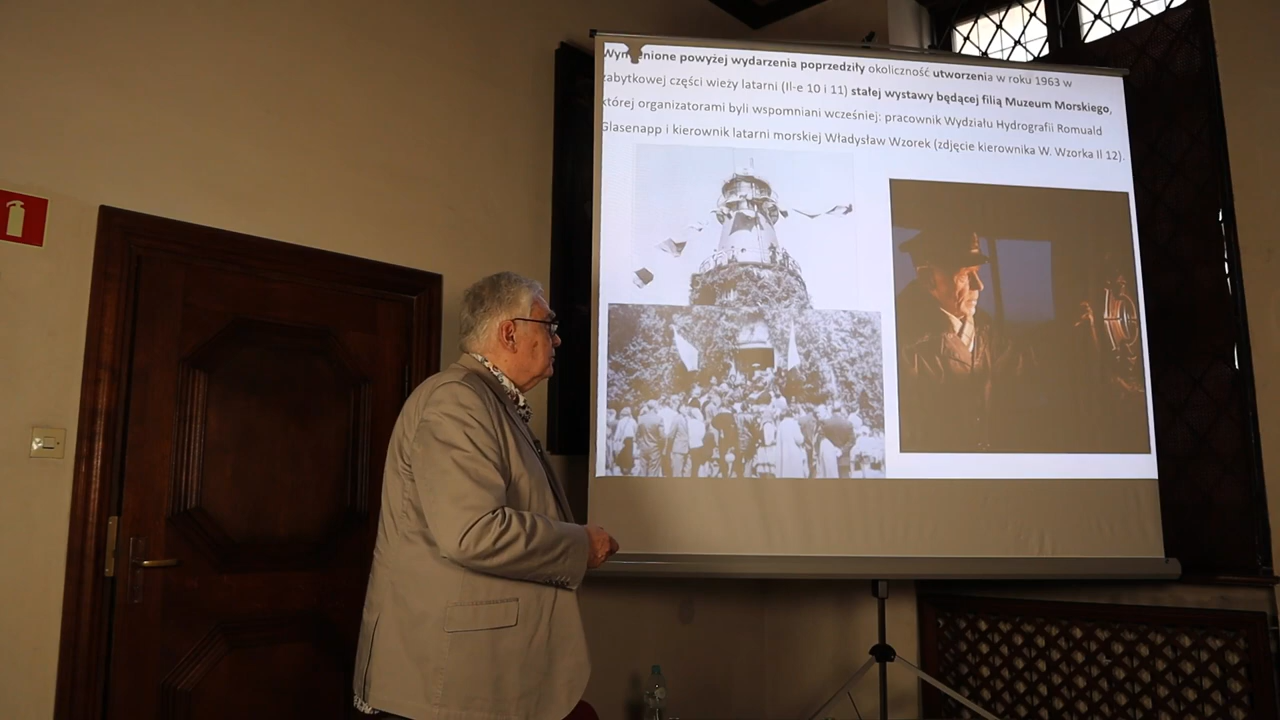 Wymienione powyżej wydarzenia poprzedziły okoliczność utworzenia w roku 1963 w
zabytkowej części wieży latarni (Il-e 10 i 11) stałej wystawy będącej filią Muzeum Morskiego,
której organizatorami byli wspomniani wcześniej: pracownik Wydziału Hydrografii Romuald
Glasenapp i kierownik latarni morskiej Władysław Wzorek (zdjęcie kierownika W. Wzorka Il 12).